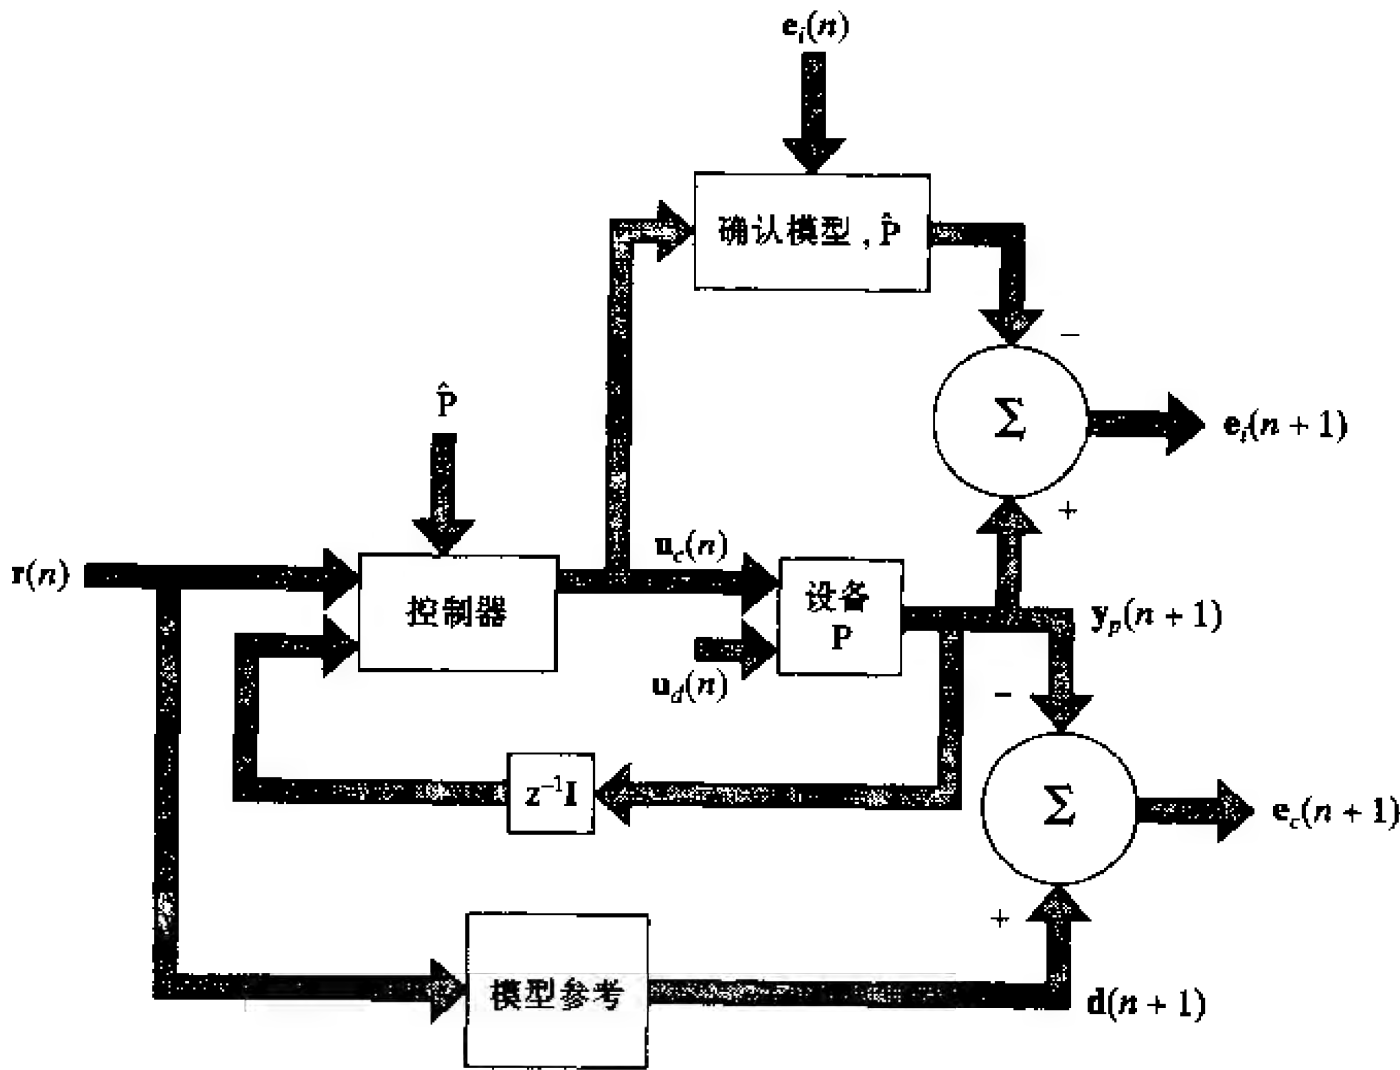 e_i(n)
确认模型 , P̂
−
Σ
e_i(n + 1)
+
P̂
r(n)
控制器
u_c(n)
设备
P
u_d(n)
y_p(n + 1)
−
z⁻¹I
Σ
e_c(n + 1)
+
模型参考
d(n + 1)